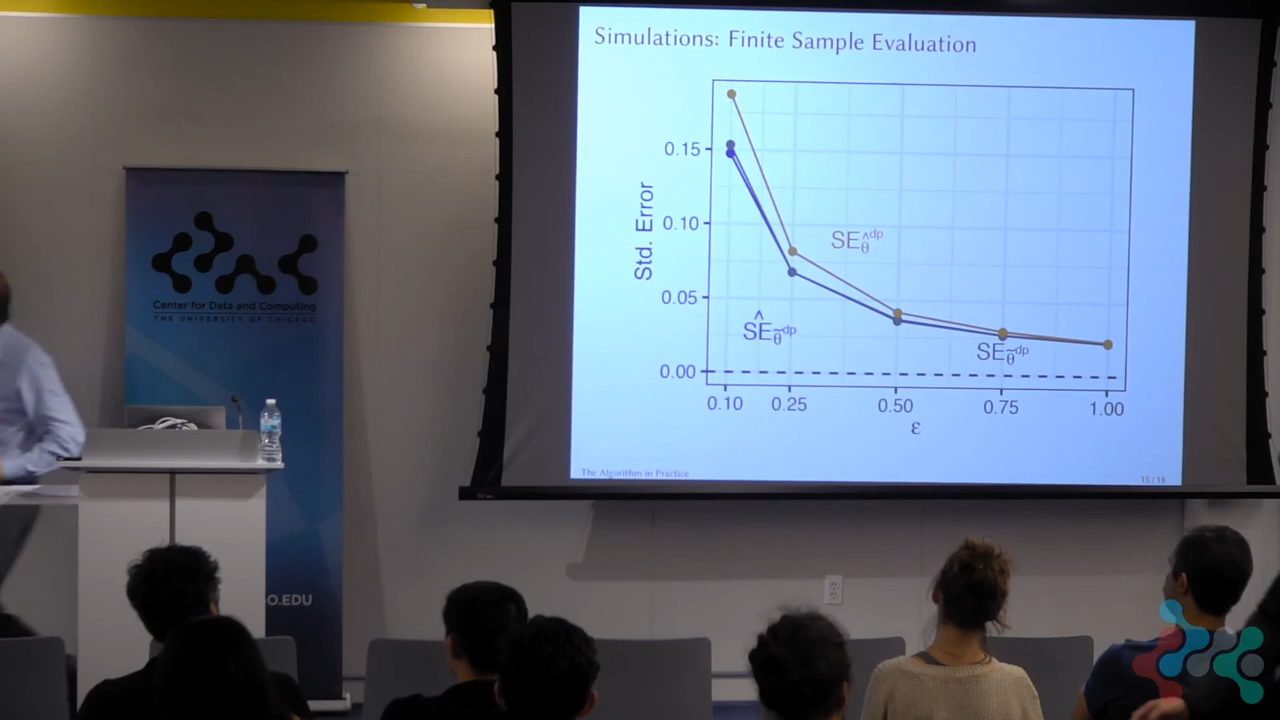 Simulations: Finite Sample Evaluation
Std. Error
0.15
0.10
0.05
0.00
SE θ̂ dp
ŜE θ̃ dp
SE θ̃ dp
0.10 0.25 0.50 0.75 1.00
ε
The Algorithm in Practice
15 / 18
Center for Data and Computing
THE UNIVERSITY OF CHICAGO
O.EDU